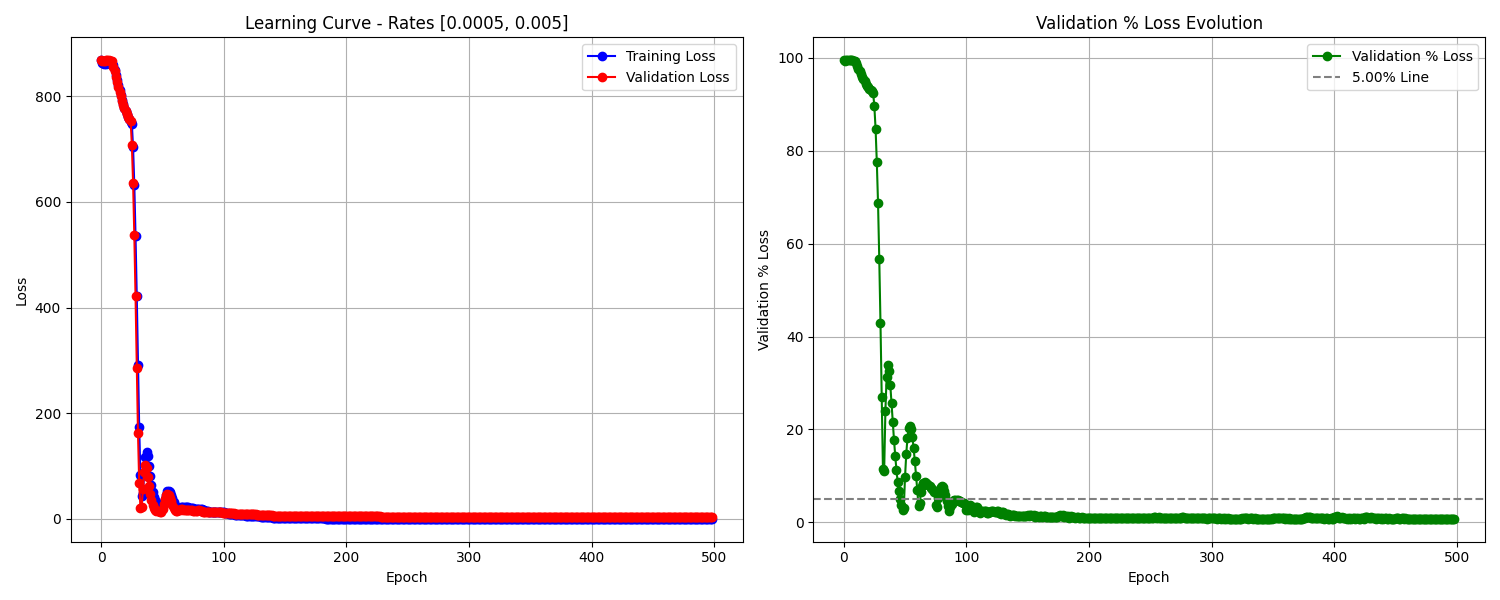 Learning Curve - Rates [0.0005, 0.005]
Loss
800
600
400
200
0
0 100 200 300 400 500
Epoch
Training Loss
Validation Loss
Validation % Loss Evolution
Validation % Loss
100
80
60
40
20
0
0 100 200 300 400 500
Epoch
Validation % Loss
5.00% Line